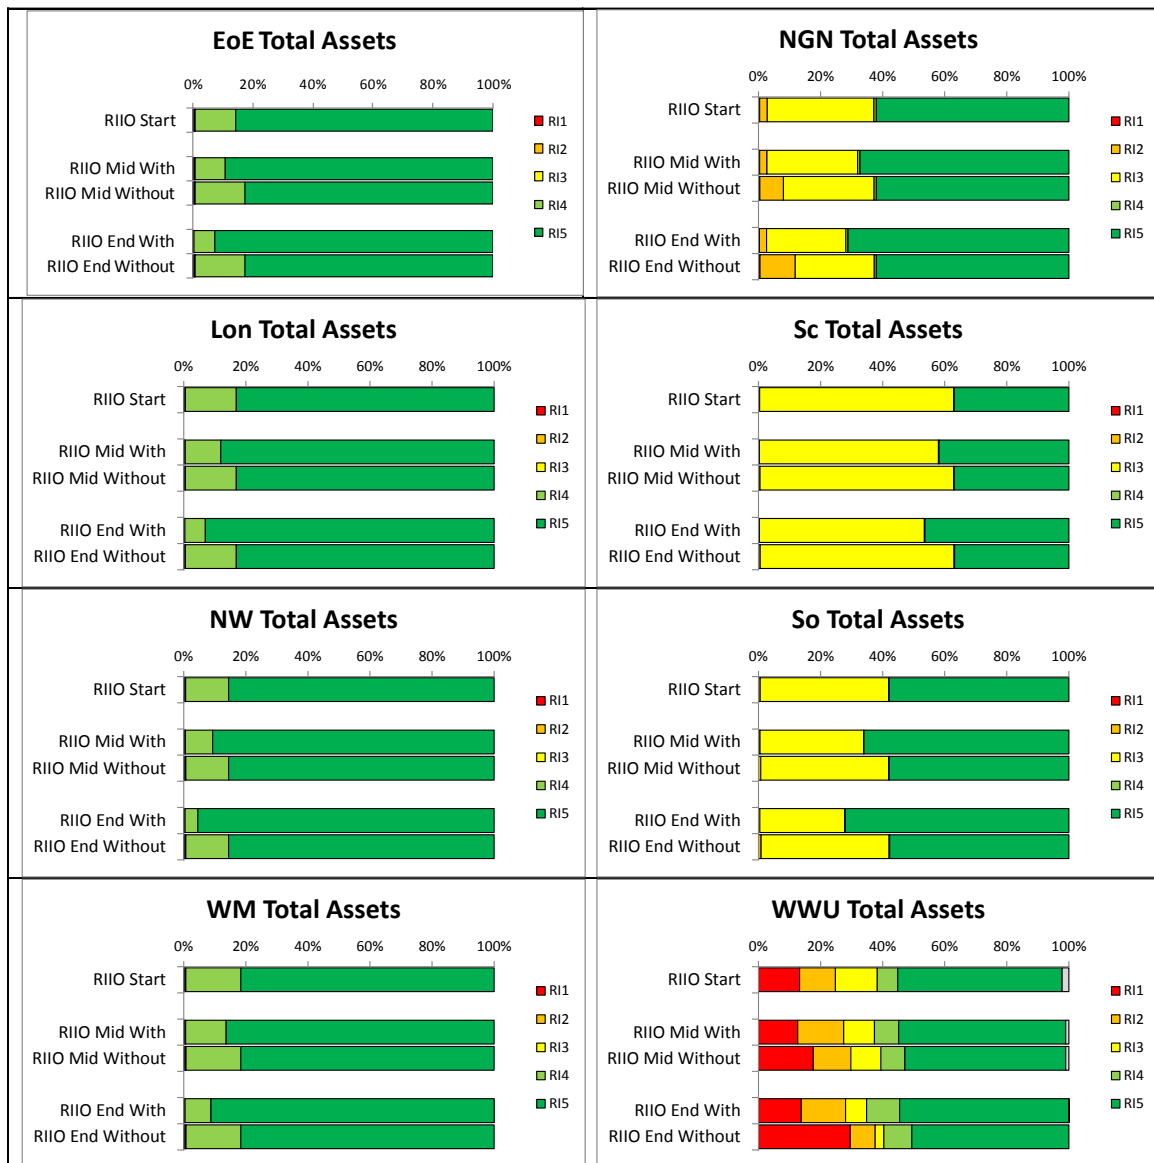 EoE Total Assets
0% 20% 40% 60% 80% 100%
RIIO Start
RIIO Mid With
RIIO Mid Without
RIIO End With
RIIO End Without
RI1
RI2
RI3
RI4
RI5
NGN Total Assets
0% 20% 40% 60% 80% 100%
RIIO Start
RIIO Mid With
RIIO Mid Without
RIIO End With
RIIO End Without
RI1
RI2
RI3
RI4
RI5
Lon Total Assets
0% 20% 40% 60% 80% 100%
RIIO Start
RIIO Mid With
RIIO Mid Without
RIIO End With
RIIO End Without
RI1
RI2
RI3
RI4
RI5
Sc Total Assets
0% 20% 40% 60% 80% 100%
RIIO Start
RIIO Mid With
RIIO Mid Without
RIIO End With
RIIO End Without
RI1
RI2
RI3
RI4
RI5
NW Total Assets
0% 20% 40% 60% 80% 100%
RIIO Start
RIIO Mid With
RIIO Mid Without
RIIO End With
RIIO End Without
RI1
RI2
RI3
RI4
RI5
So Total Assets
0% 20% 40% 60% 80% 100%
RIIO Start
RIIO Mid With
RIIO Mid Without
RIIO End With
RIIO End Without
RI1
RI2
RI3
RI4
RI5
WM Total Assets
0% 20% 40% 60% 80% 100%
RIIO Start
RIIO Mid With
RIIO Mid Without
RIIO End With
RIIO End Without
RI1
RI2
RI3
RI4
RI5
WWU Total Assets
0% 20% 40% 60% 80% 100%
RIIO Start
RIIO Mid With
RIIO Mid Without
RIIO End With
RIIO End Without
RI1
RI2
RI3
RI4
RI5